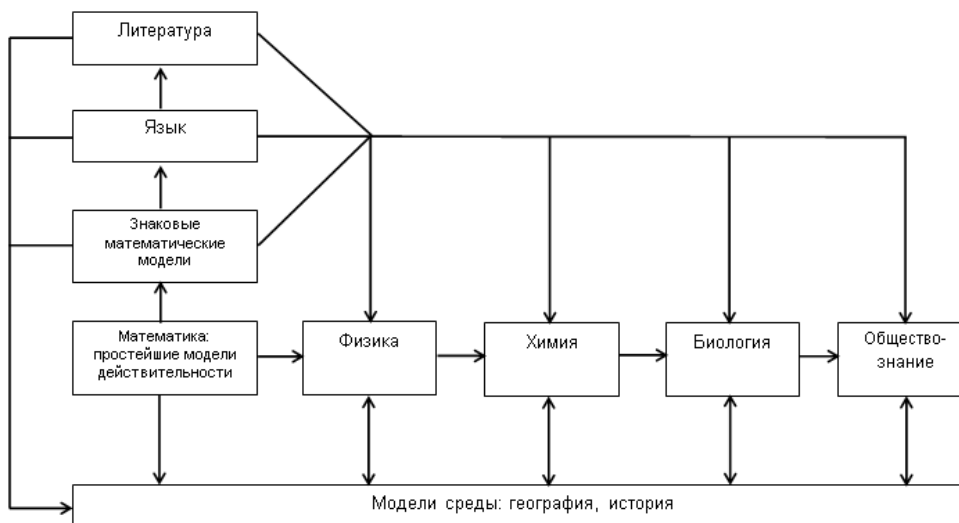 Литература
Язык
Знаковые
математические
модели
Математика:
простейшие модели
действительности
Физика
Химия
Биология
Общество-
знание
Модели среды: география, история